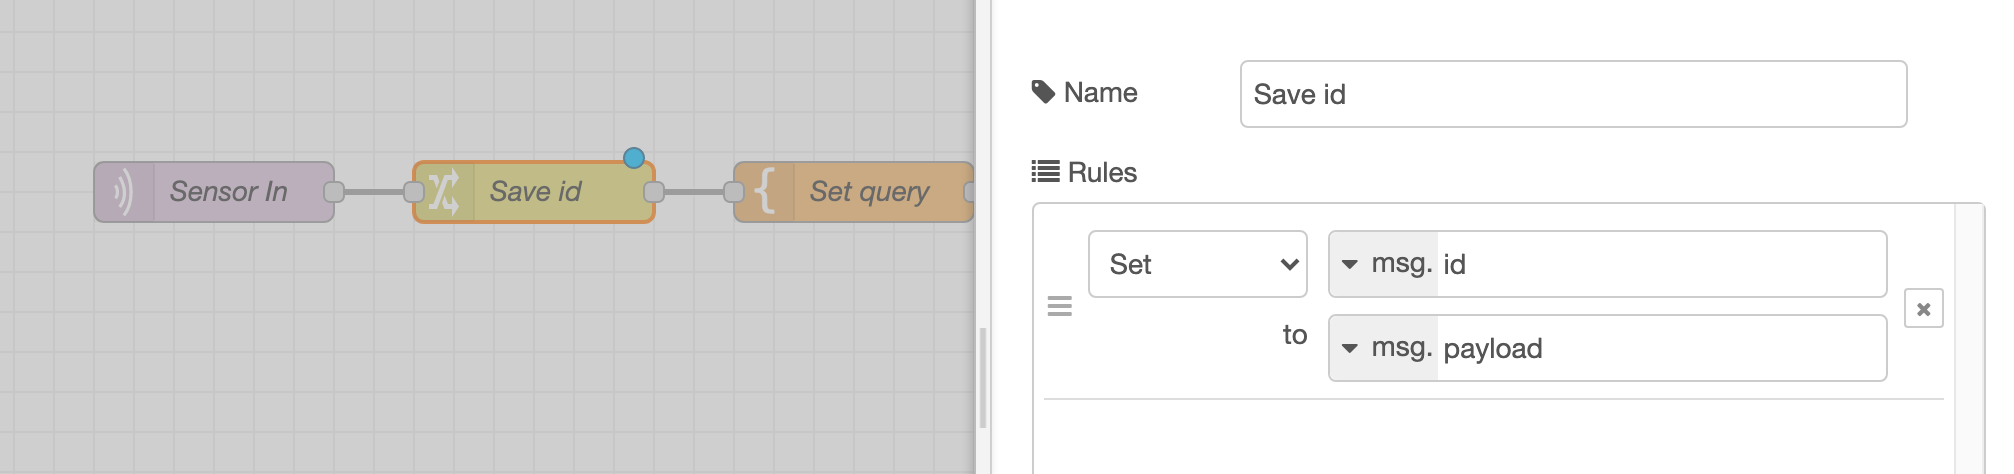 Sensor In
Save id
Set query
Name
Save id
Rules
Set
msg. id
to
msg. payload